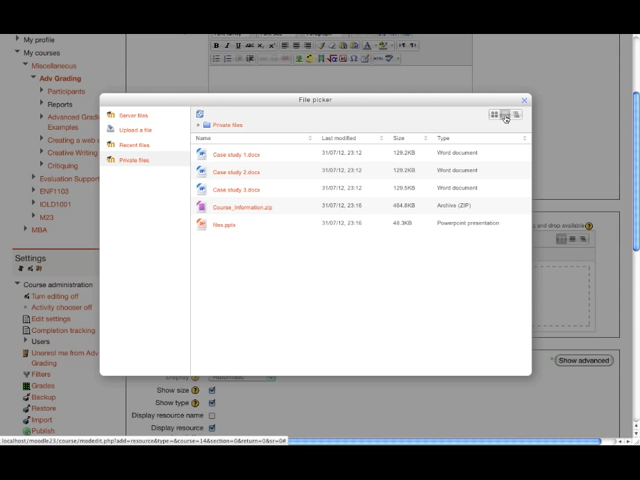 My profile
My courses
Miscellaneous
Adv Grading
Participants
Reports
Advanced Gradi
Examples
Creating a web
Creative Writing
Critiquing
Evaluation Support
ENF1103
IOLD1001
M23
MBA
Settings
Course administration
Turn editing off
Activity chooser off
Edit settings
Completion tracking
Users
Unenrol me from Adv
Grading
Filters
Grades
Backup
Restore
Import
Publish
File picker
Server files
Upload a file
Recent files
Private files
Private files
Name Last modified Size Type
Case study 1.docx 31/07/12, 23:12 129.2KB Word document
Case study 2.docx 31/07/12, 23:12 129.2KB Word document
Case study 3.docx 31/07/12, 23:12 129.5KB Word document
Course_Information.zip 31/07/12, 23:16 464.8KB Archive (ZIP)
files.pptx 31/07/12, 23:16 48.3KB Powerpoint presentation
and drop available
Show advanced
Display Automatic
Show size
Show type
Display resource name
Display resource
localhost/moodle23/course/modedit.php?add=resource&type=&course=14&section=0&return=0&sr=0#